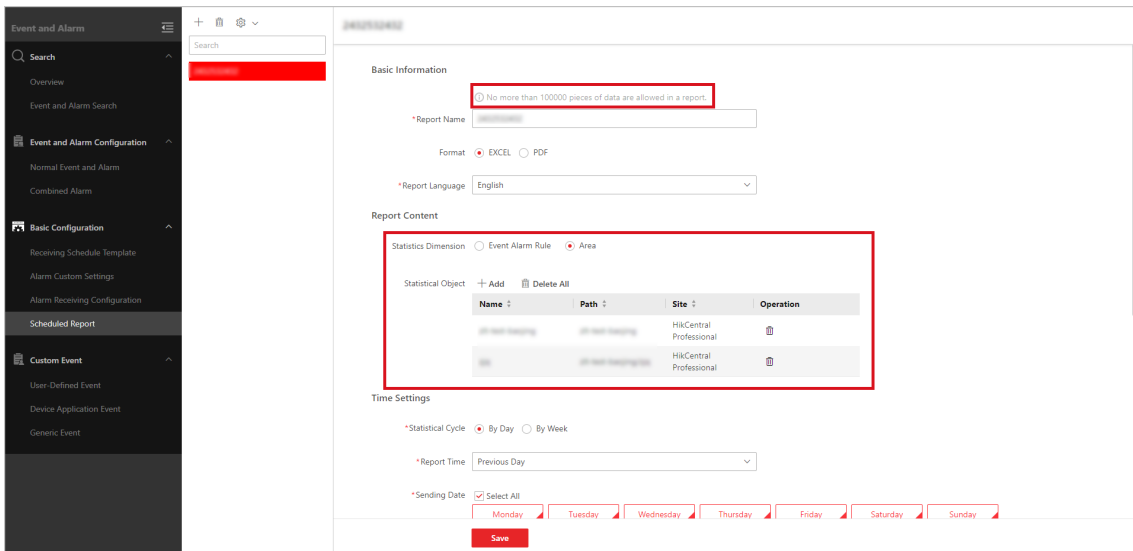 Event and Alarm
Search
Overview
Event and Alarm Search
Event and Alarm Configuration
Normal Event and Alarm
Combined Alarm
Basic Configuration
Receiving Schedule Template
Alarm Custom Settings
Alarm Receiving Configuration
Scheduled Report
Custom Event
User-Defined Event
Device Application Event
Generic Event
Search
2432532432
Basic Information
No more than 100000 pieces of data are allowed in a report.
*Report Name
Format EXCEL PDF
*Report Language English
Report Content
Statistics Dimension Event Alarm Rule Area
Statistical Object Add Delete All
Name Path Site Operation
HikCentral
Professional
HikCentral
Professional
Time Settings
*Statistical Cycle By Day By Week
*Report Time Previous Day
*Sending Date Select All
Monday Tuesday Wednesday Thursday Friday Saturday Sunday
Save